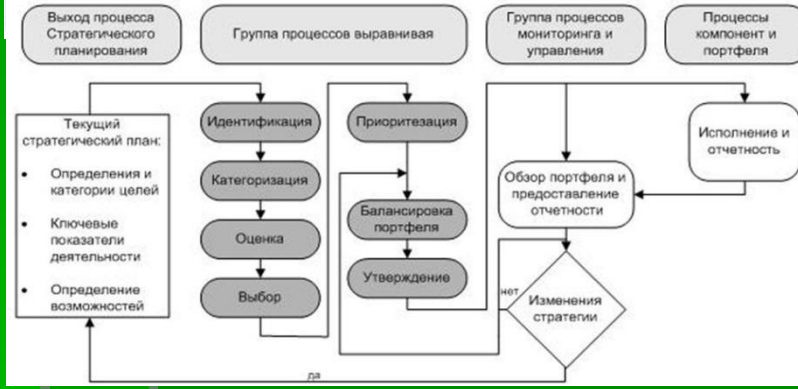 Выход процесса
Стратегического
планирования
Группа процессов выравнивая
Группа процессов
мониторинга и
управления
Процессы
компонент и
портфеля
Текущий
стратегический план:
• Определения и
категории целей
• Ключевые
показатели
деятельности
• Определение
возможностей
Идентификация
Категоризация
Оценка
Выбор
Приоритезация
Балансировка
портфеля
Утверждение
Обзор портфеля и
предоставление
отчетности
Исполнение и
отчетность
нет
Изменения
стратегии
да